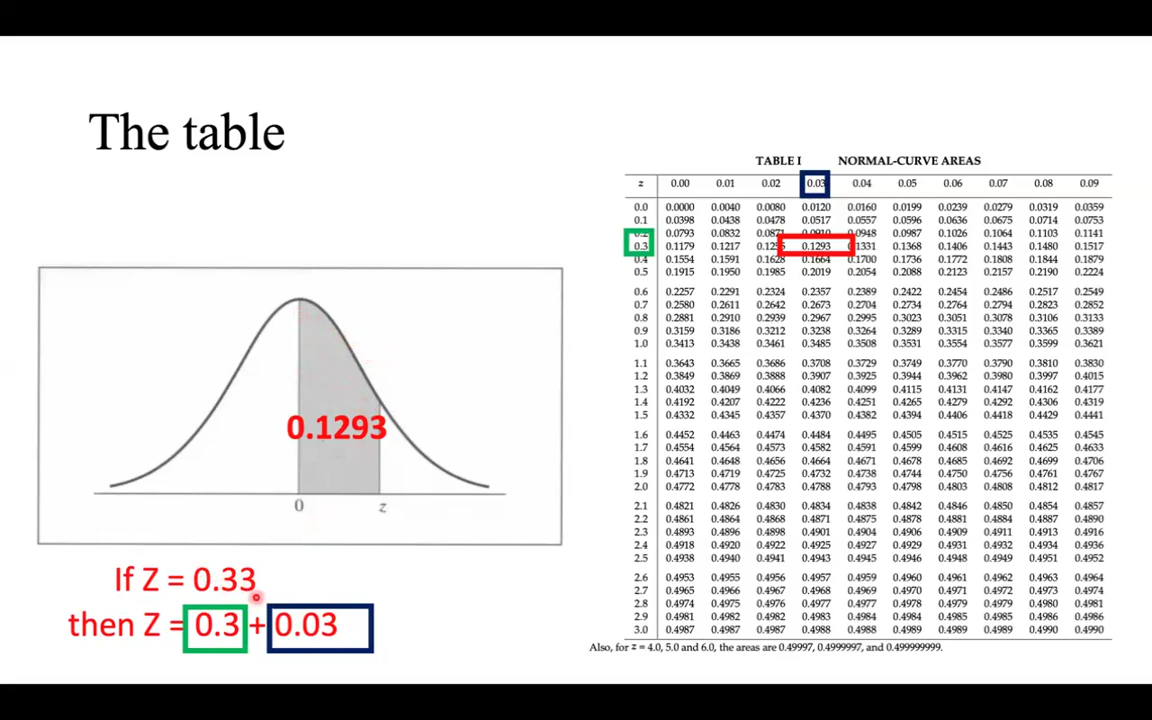 The table
TABLE I NORMAL-CURVE AREAS
z 0.00 0.01 0.02 0.03 0.04 0.05 0.06 0.07 0.08 0.09
0.0 0.0000 0.0040 0.0080 0.0120 0.0160 0.0199 0.0239 0.0279 0.0319 0.0359
0.1 0.0398 0.0438 0.0478 0.0517 0.0557 0.0596 0.0636 0.0675 0.0714 0.0753
0.2 0.0793 0.0832 0.0871 0.0910 0.0948 0.0987 0.1026 0.1064 0.1103 0.1141
0.3 0.1179 0.1217 0.1255 0.1293 0.1331 0.1368 0.1406 0.1443 0.1480 0.1517
0.4 0.1554 0.1591 0.1628 0.1664 0.1700 0.1736 0.1772 0.1808 0.1844 0.1879
0.5 0.1915 0.1950 0.1985 0.2019 0.2054 0.2088 0.2123 0.2157 0.2190 0.2224
0.6 0.2257 0.2291 0.2324 0.2357 0.2389 0.2422 0.2454 0.2486 0.2517 0.2549
0.7 0.2580 0.2611 0.2642 0.2673 0.2704 0.2734 0.2764 0.2794 0.2823 0.2852
0.8 0.2881 0.2910 0.2939 0.2967 0.2995 0.3023 0.3051 0.3078 0.3106 0.3133
0.9 0.3159 0.3186 0.3212 0.3238 0.3264 0.3289 0.3315 0.3340 0.3365 0.3389
1.0 0.3413 0.3438 0.3461 0.3485 0.3508 0.3531 0.3554 0.3577 0.3599 0.3621
1.1 0.3643 0.3665 0.3686 0.3708 0.3729 0.3749 0.3770 0.3790 0.3810 0.3830
1.2 0.3849 0.3869 0.3888 0.3907 0.3925 0.3944 0.3962 0.3980 0.3997 0.4015
1.3 0.4032 0.4049 0.4066 0.4082 0.4099 0.4115 0.4131 0.4147 0.4162 0.4177
1.4 0.4192 0.4207 0.4222 0.4236 0.4251 0.4265 0.4279 0.4292 0.4306 0.4319
1.5 0.4332 0.4345 0.4357 0.4370 0.4382 0.4394 0.4406 0.4418 0.4429 0.4441
1.6 0.4452 0.4463 0.4474 0.4484 0.4495 0.4505 0.4515 0.4525 0.4535 0.4545
1.7 0.4554 0.4564 0.4573 0.4582 0.4591 0.4599 0.4608 0.4616 0.4625 0.4633
1.8 0.4641 0.4648 0.4656 0.4664 0.4671 0.4678 0.4685 0.4692 0.4699 0.4706
1.9 0.4713 0.4719 0.4725 0.4732 0.4738 0.4744 0.4750 0.4756 0.4761 0.4767
2.0 0.4772 0.4778 0.4783 0.4788 0.4793 0.4798 0.4803 0.4808 0.4812 0.4817
2.1 0.4821 0.4826 0.4830 0.4834 0.4838 0.4842 0.4846 0.4850 0.4854 0.4857
2.2 0.4861 0.4864 0.4868 0.4871 0.4875 0.4878 0.4881 0.4884 0.4887 0.4890
2.3 0.4893 0.4896 0.4898 0.4901 0.4904 0.4906 0.4909 0.4911 0.4913 0.4916
2.4 0.4918 0.4920 0.4922 0.4925 0.4927 0.4929 0.4931 0.4932 0.4934 0.4936
2.5 0.4938 0.4940 0.4941 0.4943 0.4945 0.4946 0.4948 0.4949 0.4951 0.4952
2.6 0.4953 0.4955 0.4956 0.4957 0.4959 0.4960 0.4961 0.4962 0.4963 0.4964
2.7 0.4965 0.4966 0.4967 0.4968 0.4969 0.4970 0.4971 0.4972 0.4973 0.4974
2.8 0.4974 0.4975 0.4976 0.4977 0.4977 0.4978 0.4979 0.4979 0.4980 0.4981
2.9 0.4981 0.4982 0.4982 0.4983 0.4984 0.4984 0.4985 0.4985 0.4986 0.4986
3.0 0.4987 0.4987 0.4987 0.4988 0.4988 0.4989 0.4989 0.4989 0.4990 0.4990
Also, for z = 4.0, 5.0 and 6.0, the areas are 0.49997, 0.4999997, and 0.499999999.
0.1293
0 z
If Z = 0.33
then Z = 0.3 + 0.03